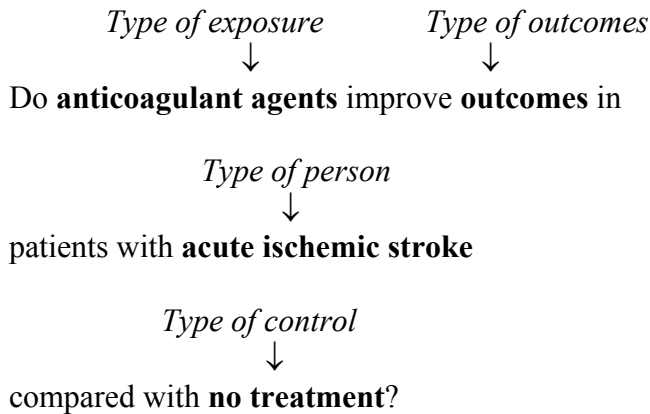 Type of exposure Type of outcomes
↓ ↓
Do anticoagulant agents improve outcomes in
Type of person
↓
patients with acute ischemic stroke
Type of control
↓
compared with no treatment?